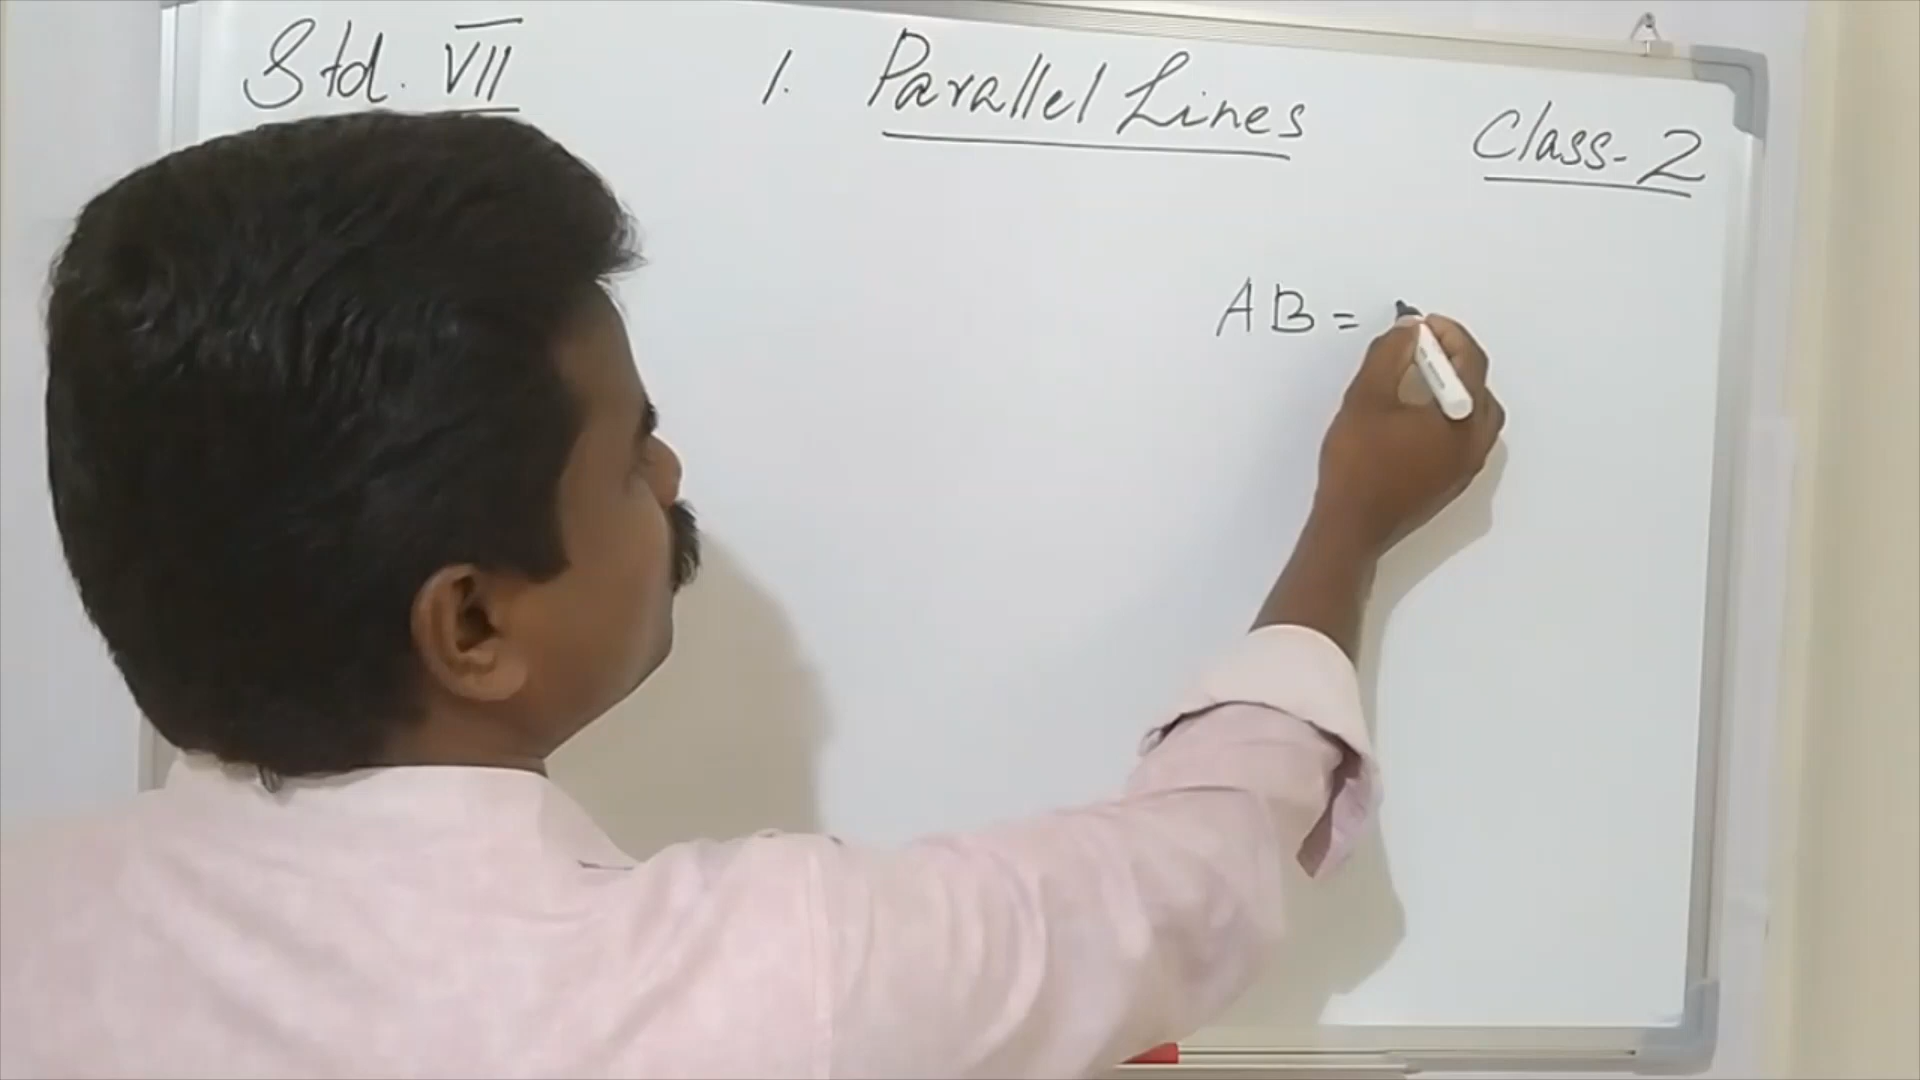 Std. VII
1. Parallel Lines
Class-2
AB =